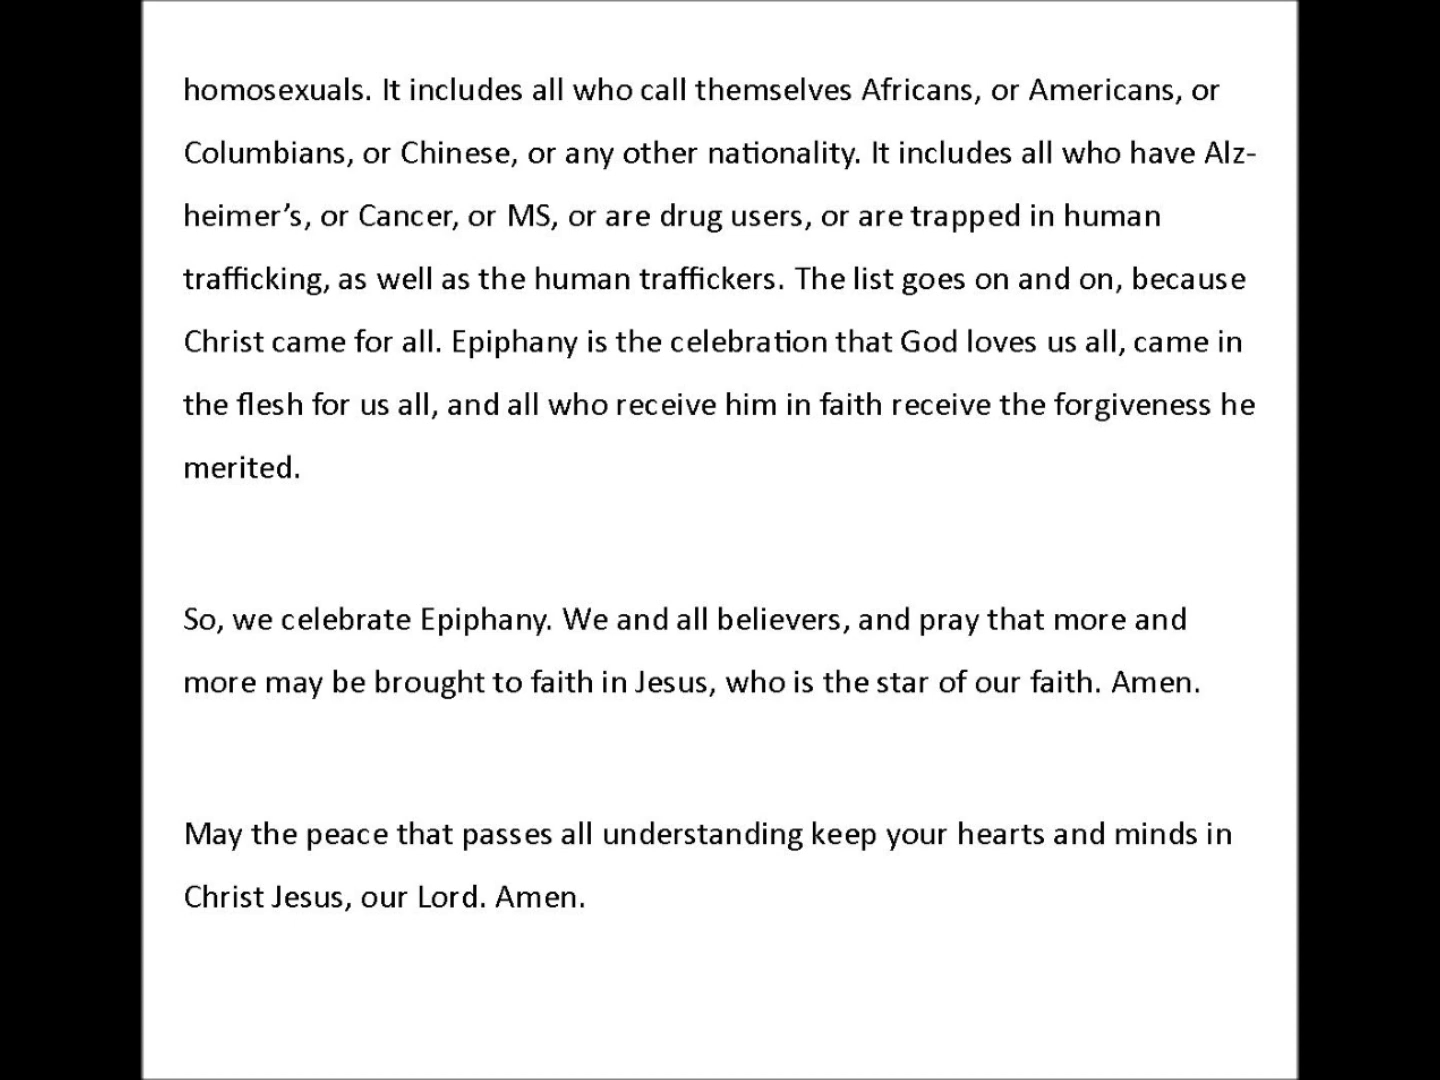 homosexuals. It includes all who call themselves Africans, or Americans, or
Columbians, or Chinese, or any other nationality. It includes all who have Alz-
heimer’s, or Cancer, or MS, or are drug users, or are trapped in human
trafficking, as well as the human traffickers. The list goes on and on, because
Christ came for all. Epiphany is the celebration that God loves us all, came in
the flesh for us all, and all who receive him in faith receive the forgiveness he
merited.
So, we celebrate Epiphany. We and all believers, and pray that more and
more may be brought to faith in Jesus, who is the star of our faith. Amen.
May the peace that passes all understanding keep your hearts and minds in
Christ Jesus, our Lord. Amen.